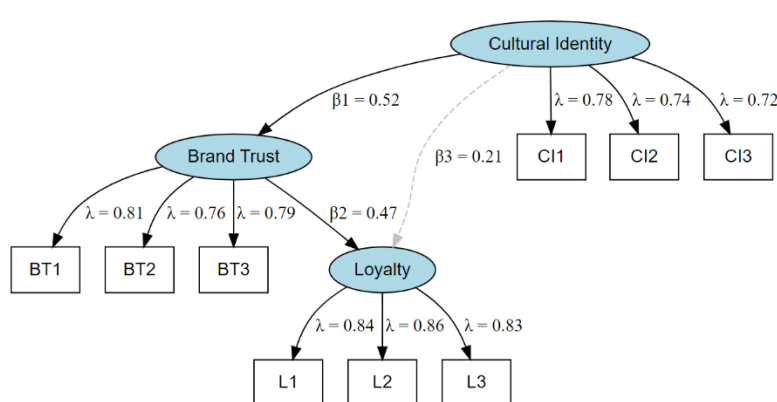 Cultural Identity
β1 = 0.52
λ = 0.78
λ = 0.74
λ = 0.72
Brand Trust
β3 = 0.21
CI1
CI2
CI3
λ = 0.81
λ = 0.76
λ = 0.79
β2 = 0.47
BT1
BT2
BT3
Loyalty
λ = 0.84
λ = 0.86
λ = 0.83
L1
L2
L3